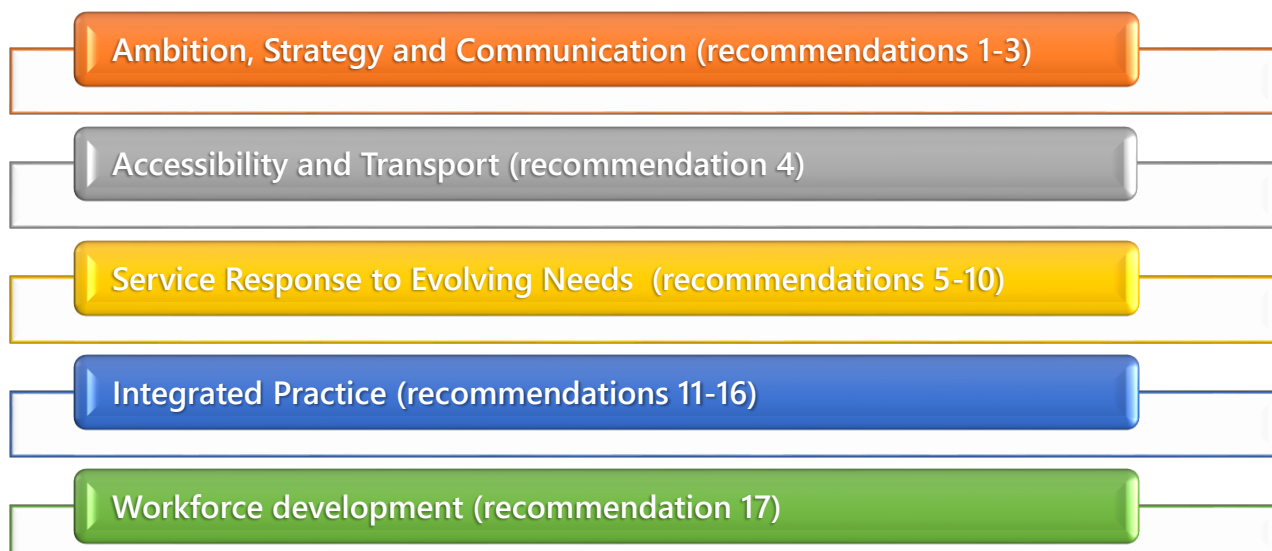 Ambition, Strategy and Communication (recommendations 1-3)
Accessibility and Transport (recommendation 4)
Service Response to Evolving Needs  (recommendations 5-10)
Integrated Practice (recommendations 11-16)
Workforce development (recommendation 17)